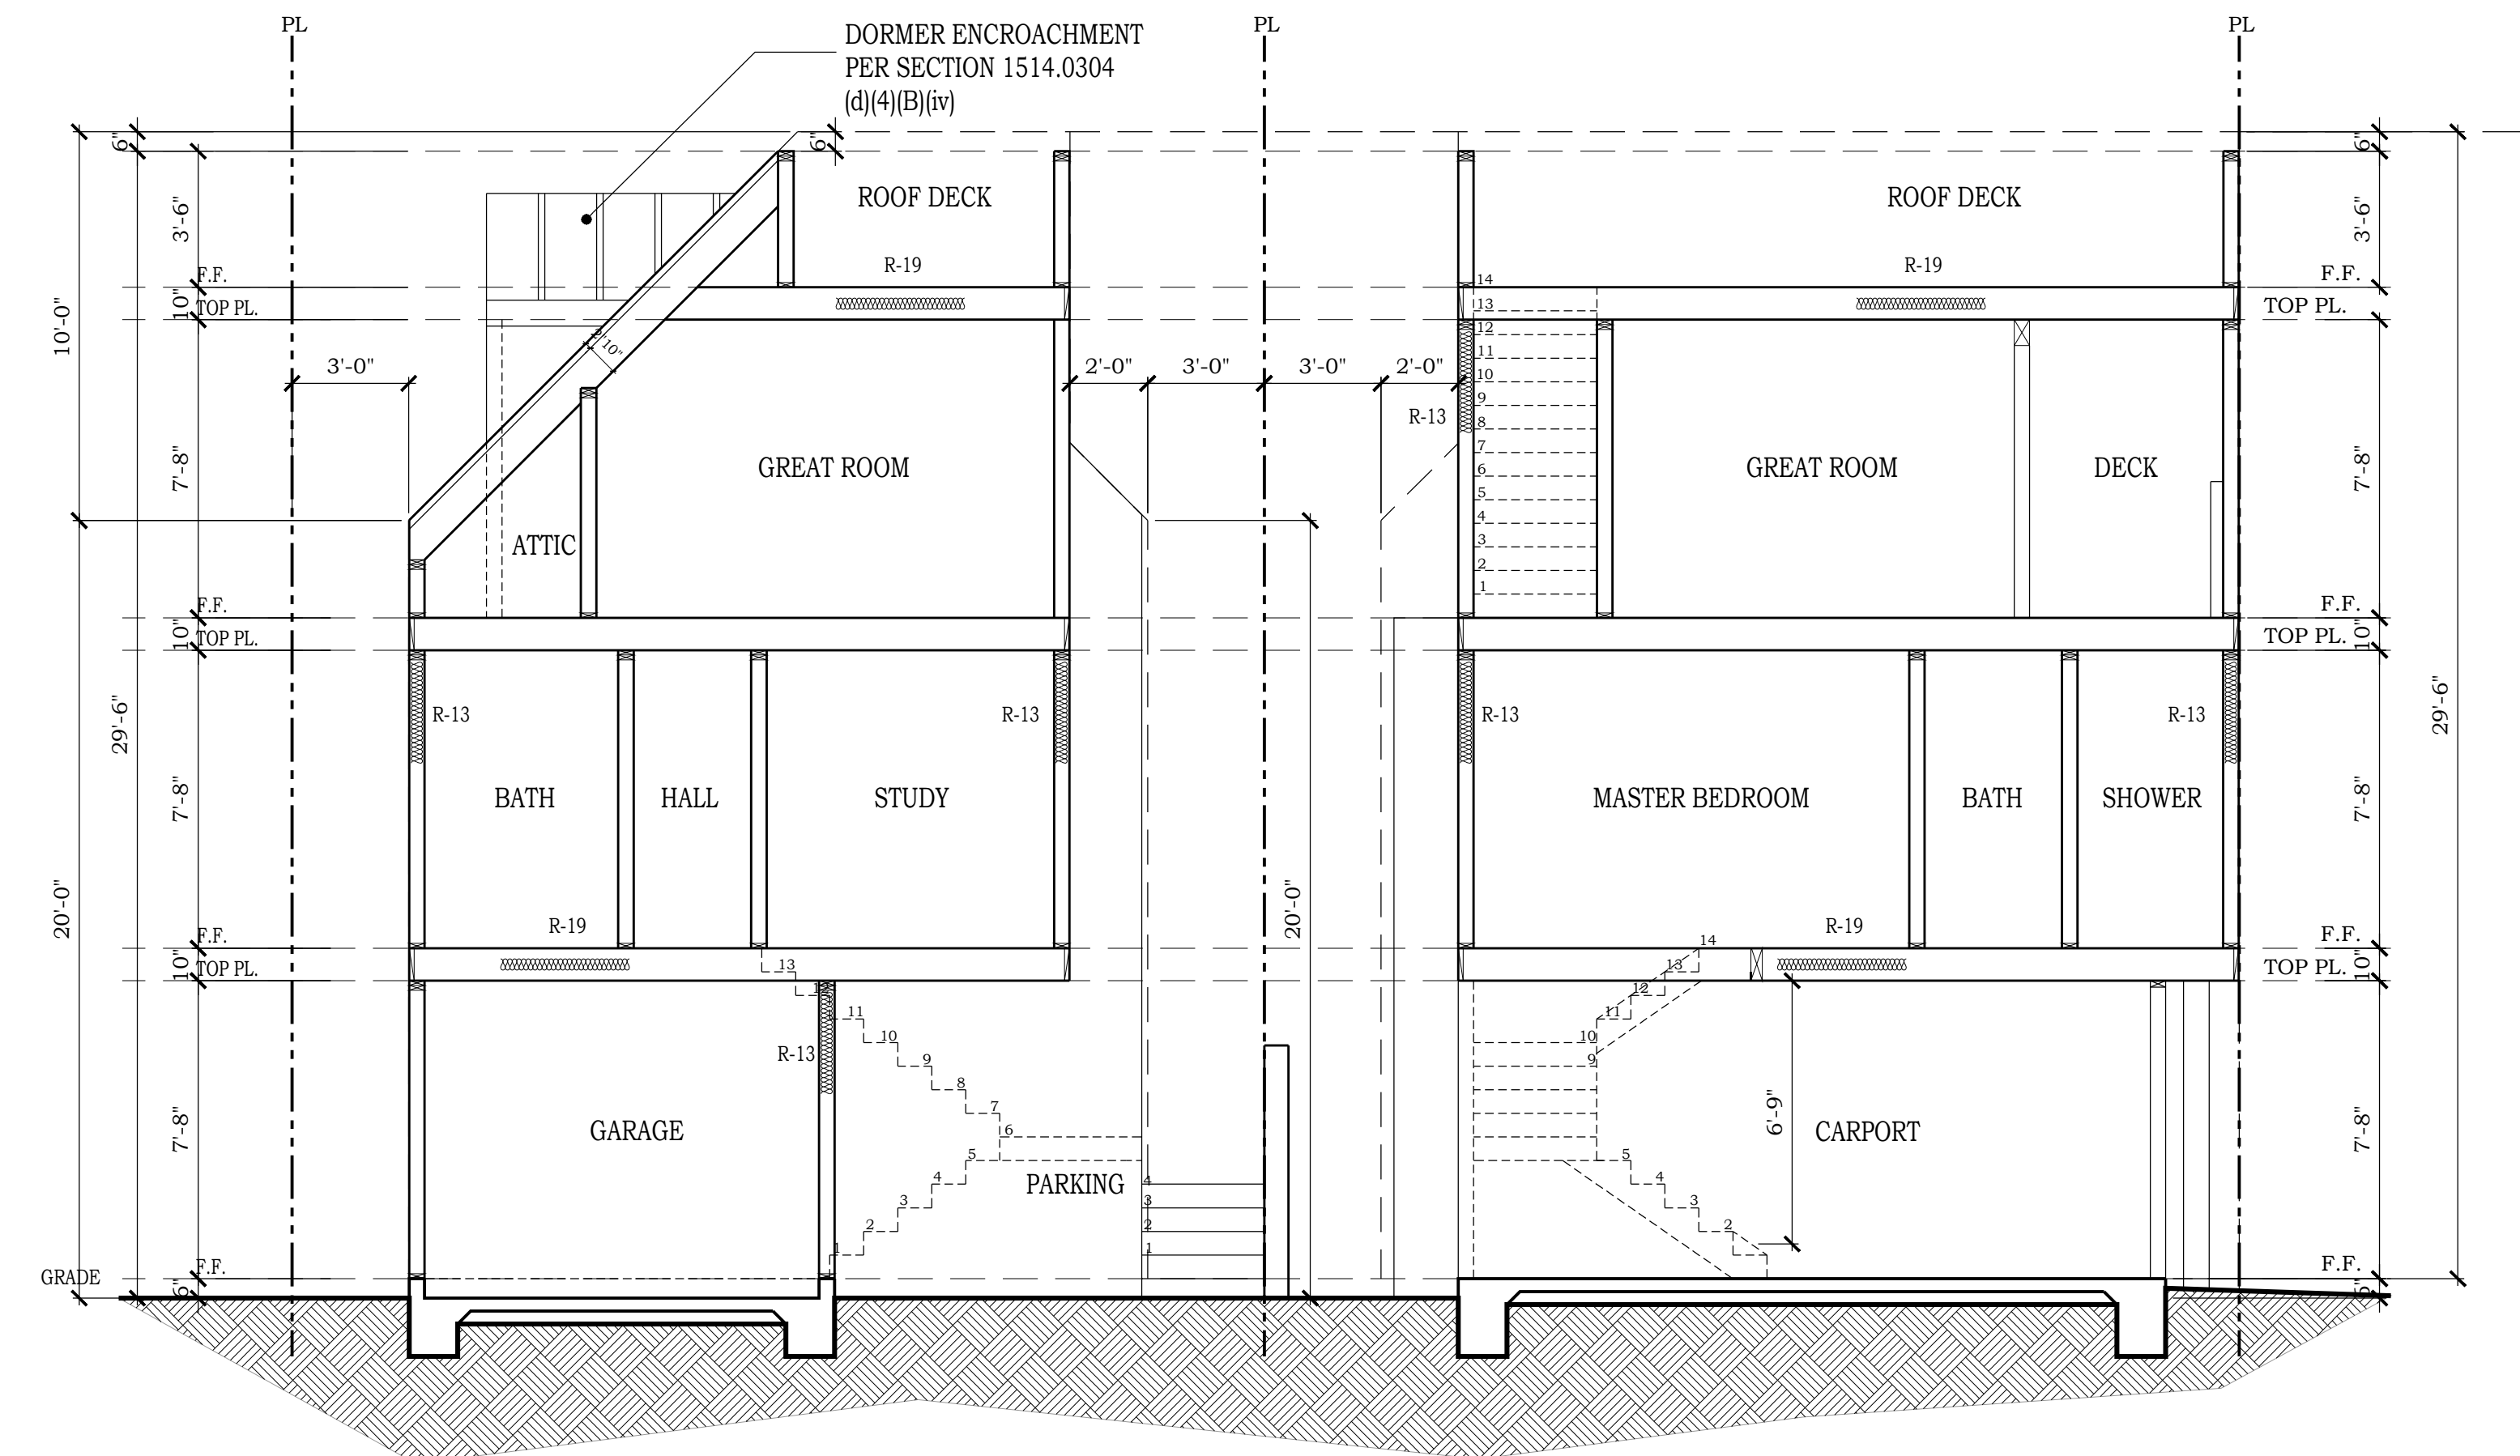 PL
PL
PL
DORMER ENCROACHMENT
PER SECTION 1514.0304
(d)(4)(B)(iv)
6"
6"
6"
3'-6"
ROOF DECK
ROOF DECK
3'-6"
R-19
R-19
F.F.
14
F.F.
10"
TOP PL.
13
TOP PL.
12
10'-0"
2'10"
11
3'-0"
2'-0"
3'-0"
3'-0"
2'-0"
10
9
R-13
8
7
7'-8"
GREAT ROOM
6
GREAT ROOM
DECK
7'-8"
5
4
ATTIC
3
2
1
F.F.
F.F.
10"
TOP PL.
TOP PL.
10"
29'-6"
R-13
R-13
R-13
R-13
29'-6"
7'-8"
BATH
HALL
STUDY
MASTER BEDROOM
BATH
SHOWER
7'-8"
20'-0"
20'-0"
R-19
R-19
F.F.
14
F.F.
10"
TOP PL.
13
13
TOP PL.
10"
12
11
11
10
10
R-13
9
9
8
7
6'-9"
7'-8"
GARAGE
6
CARPORT
7'-8"
5
5
4
PARKING
4
4
3
3
3
2
2
2
1
1
GRADE
F.F.
F.F.
6"
6"